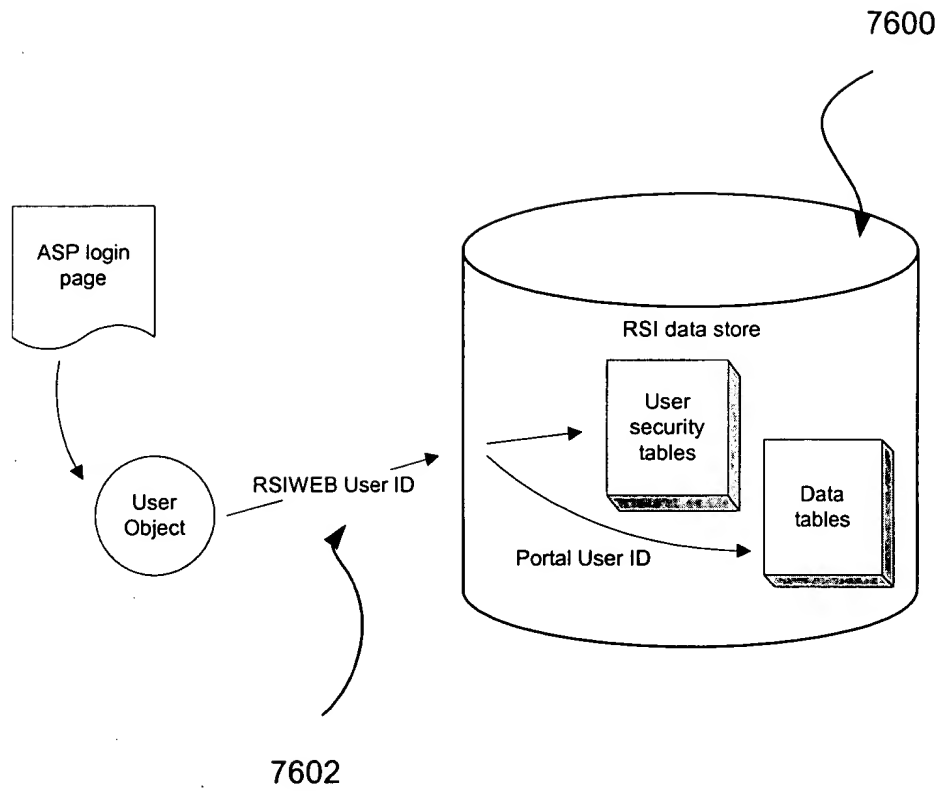 7600
ASP login
page
RSI data store
User
security
tables
RSIWEB User ID
User
Object
Data
tables
Portal User ID
7602